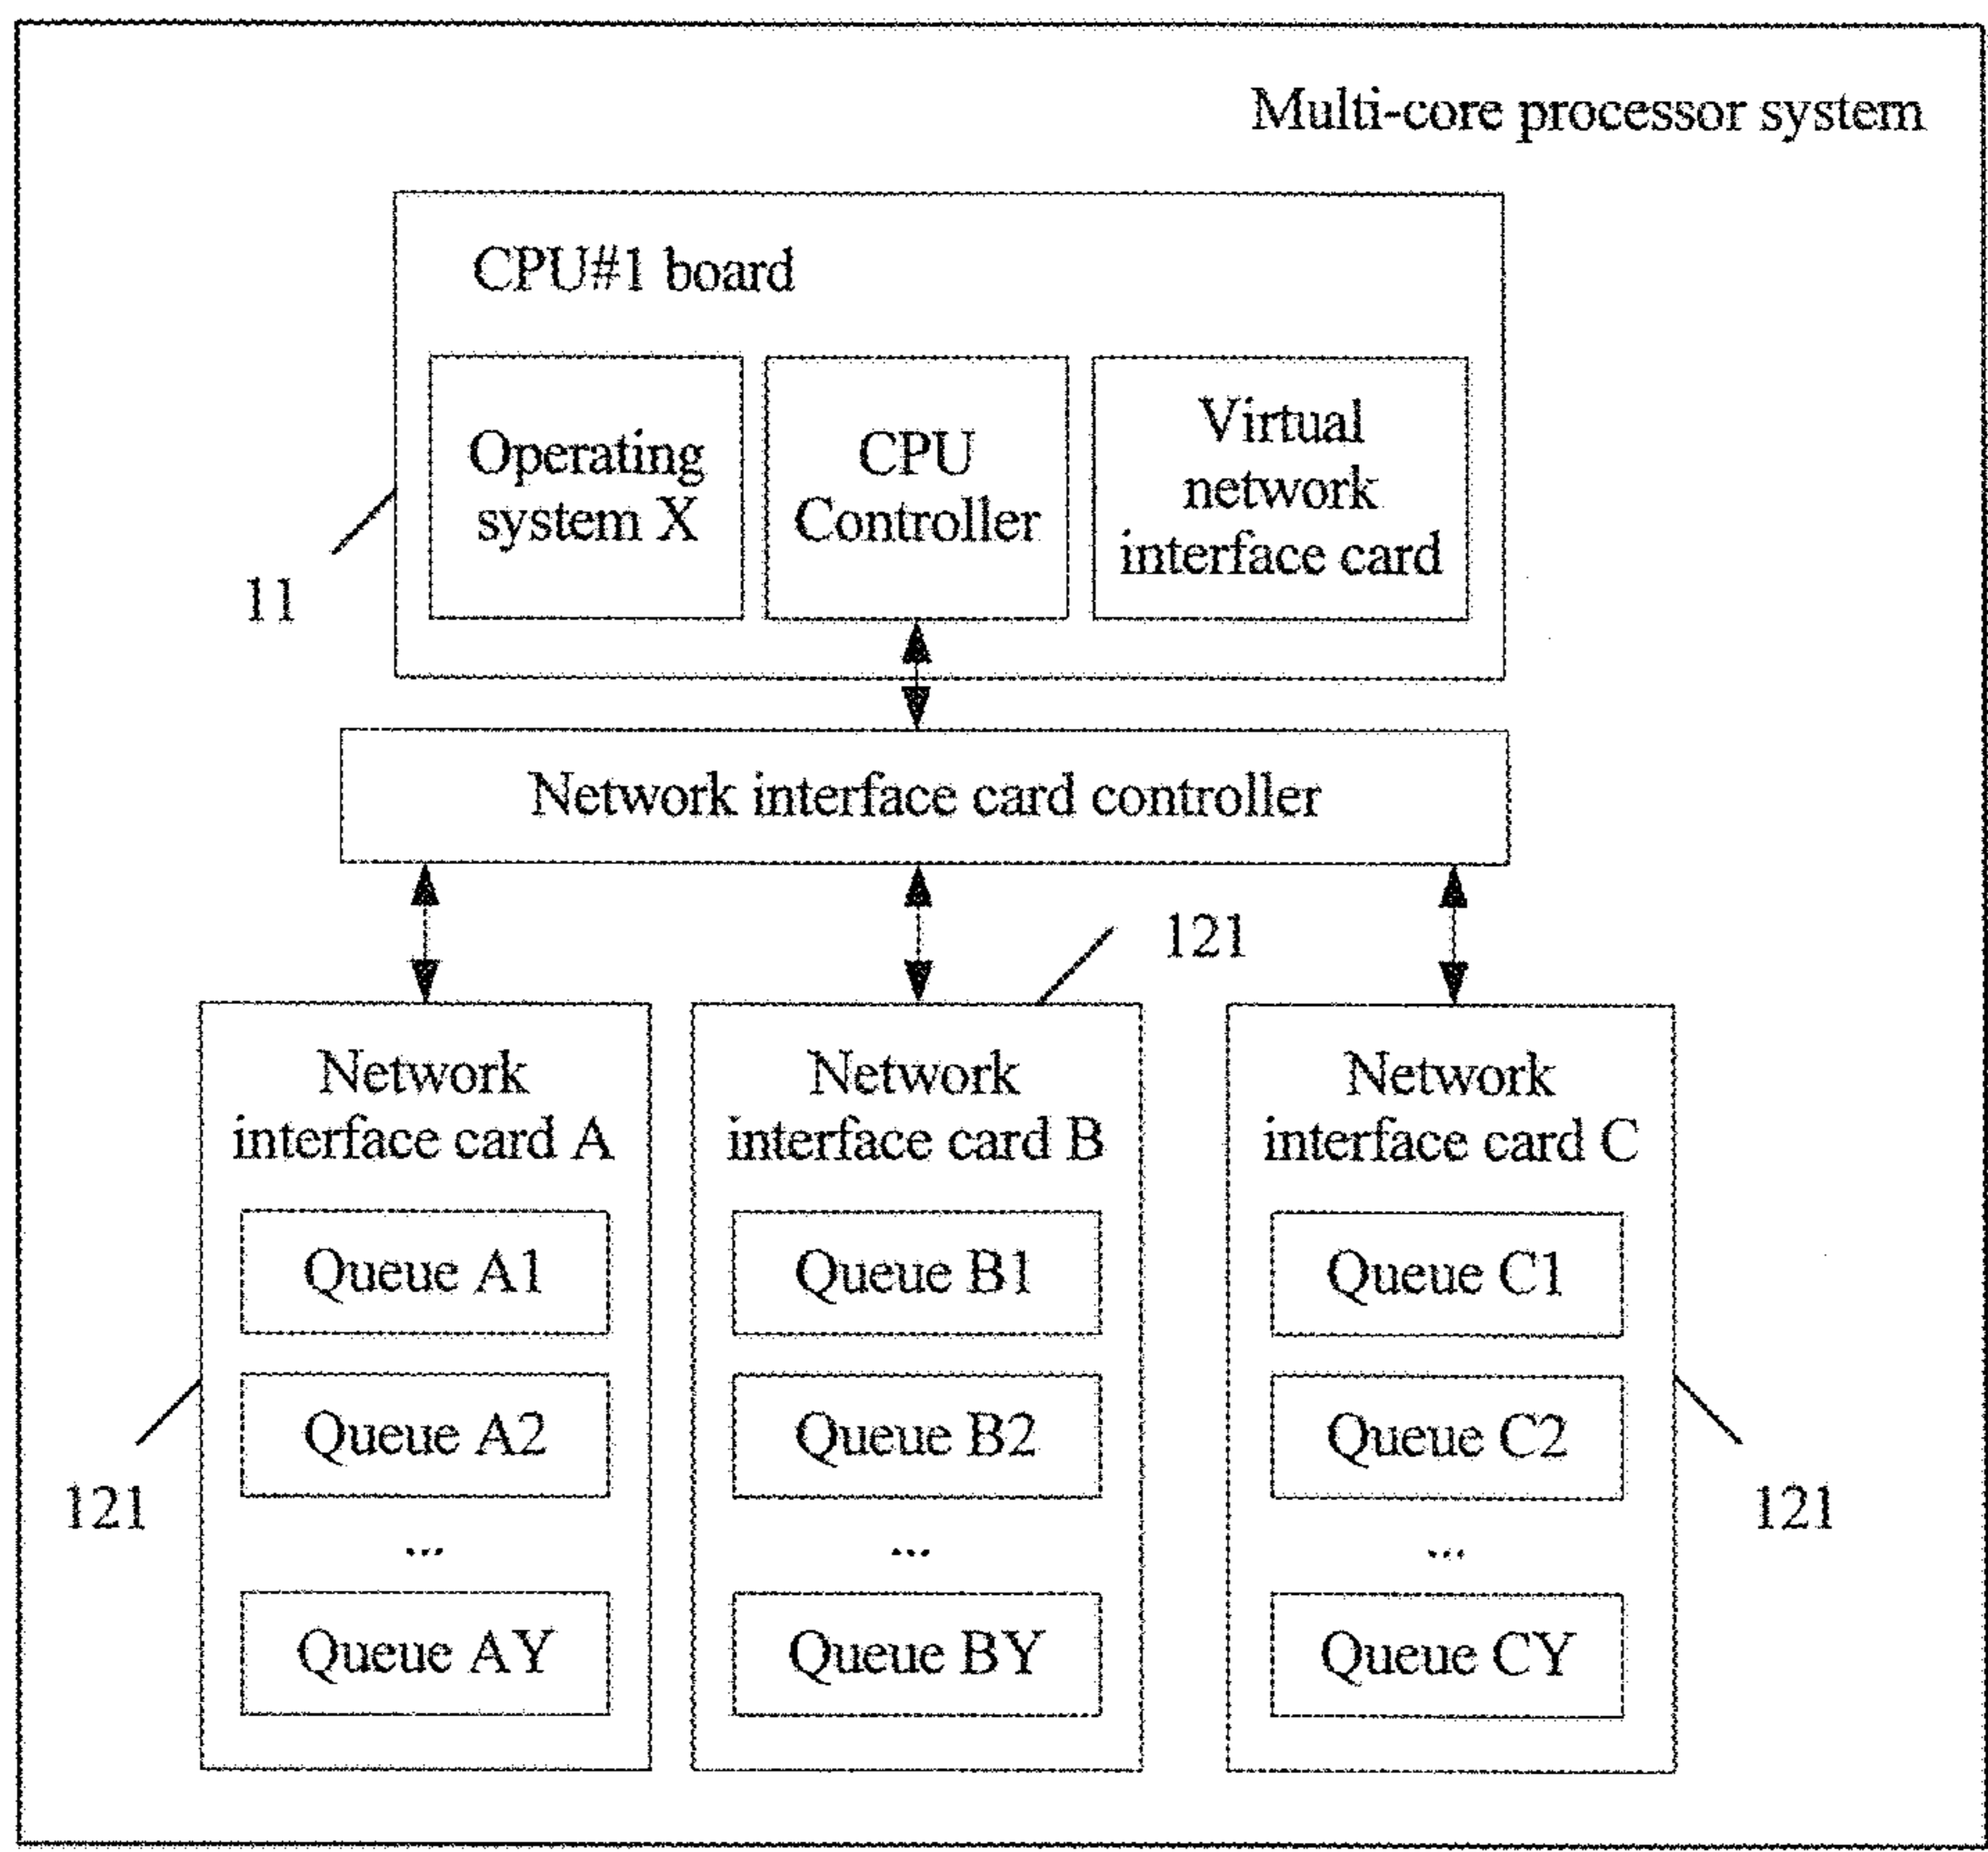 Multi-core processor system
CPU#1 board
Operating
system X
CPU
Controller
Virtual
network
interface card
11
Network interface card controller
121
Network
interface card A
Queue A1
Queue A2
...
Queue AY
121
Network
interface card B
Queue B1
Queue B2
...
Queue BY
Network
interface card C
Queue C1
Queue C2
...
Queue CY
121